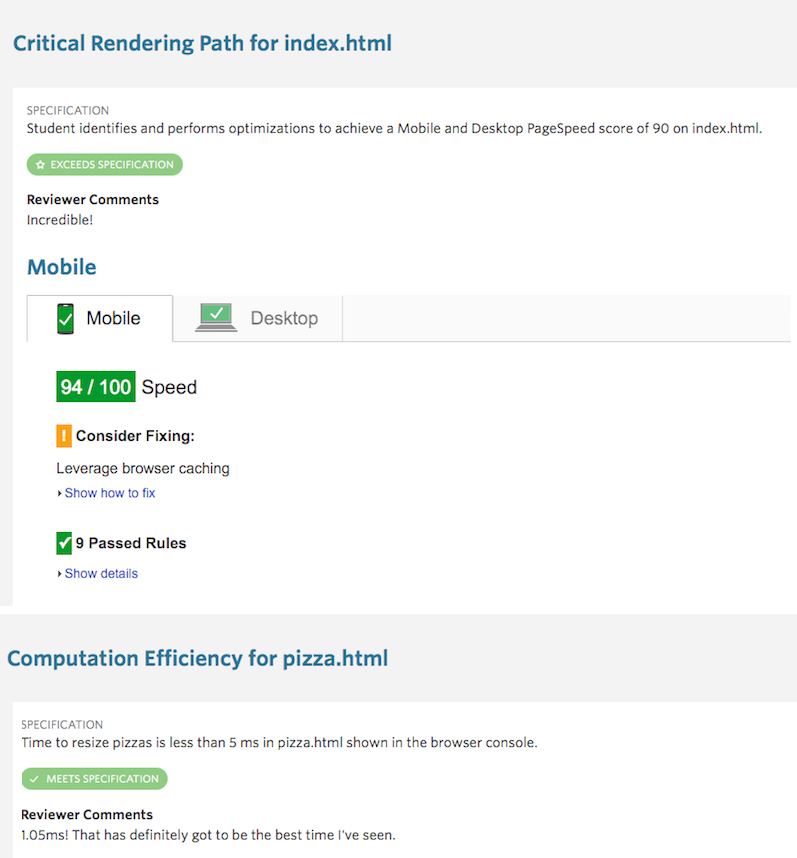 Critical Rendering Path for index.html
SPECIFICATION
Student identifies and performs optimizations to achieve a Mobile and Desktop PageSpeed score of 90 on index.html.
EXCEEDS SPECIFICATION
Reviewer Comments
Incredible!
Mobile
Mobile Desktop
94 / 100 Speed
! Consider Fixing:
Leverage browser caching
Show how to fix
9 Passed Rules
Show details
Computation Efficiency for pizza.html
SPECIFICATION
Time to resize pizzas is less than 5 ms in pizza.html shown in the browser console.
MEETS SPECIFICATION
Reviewer Comments
1.05ms! That has definitely got to be the best time I've seen.